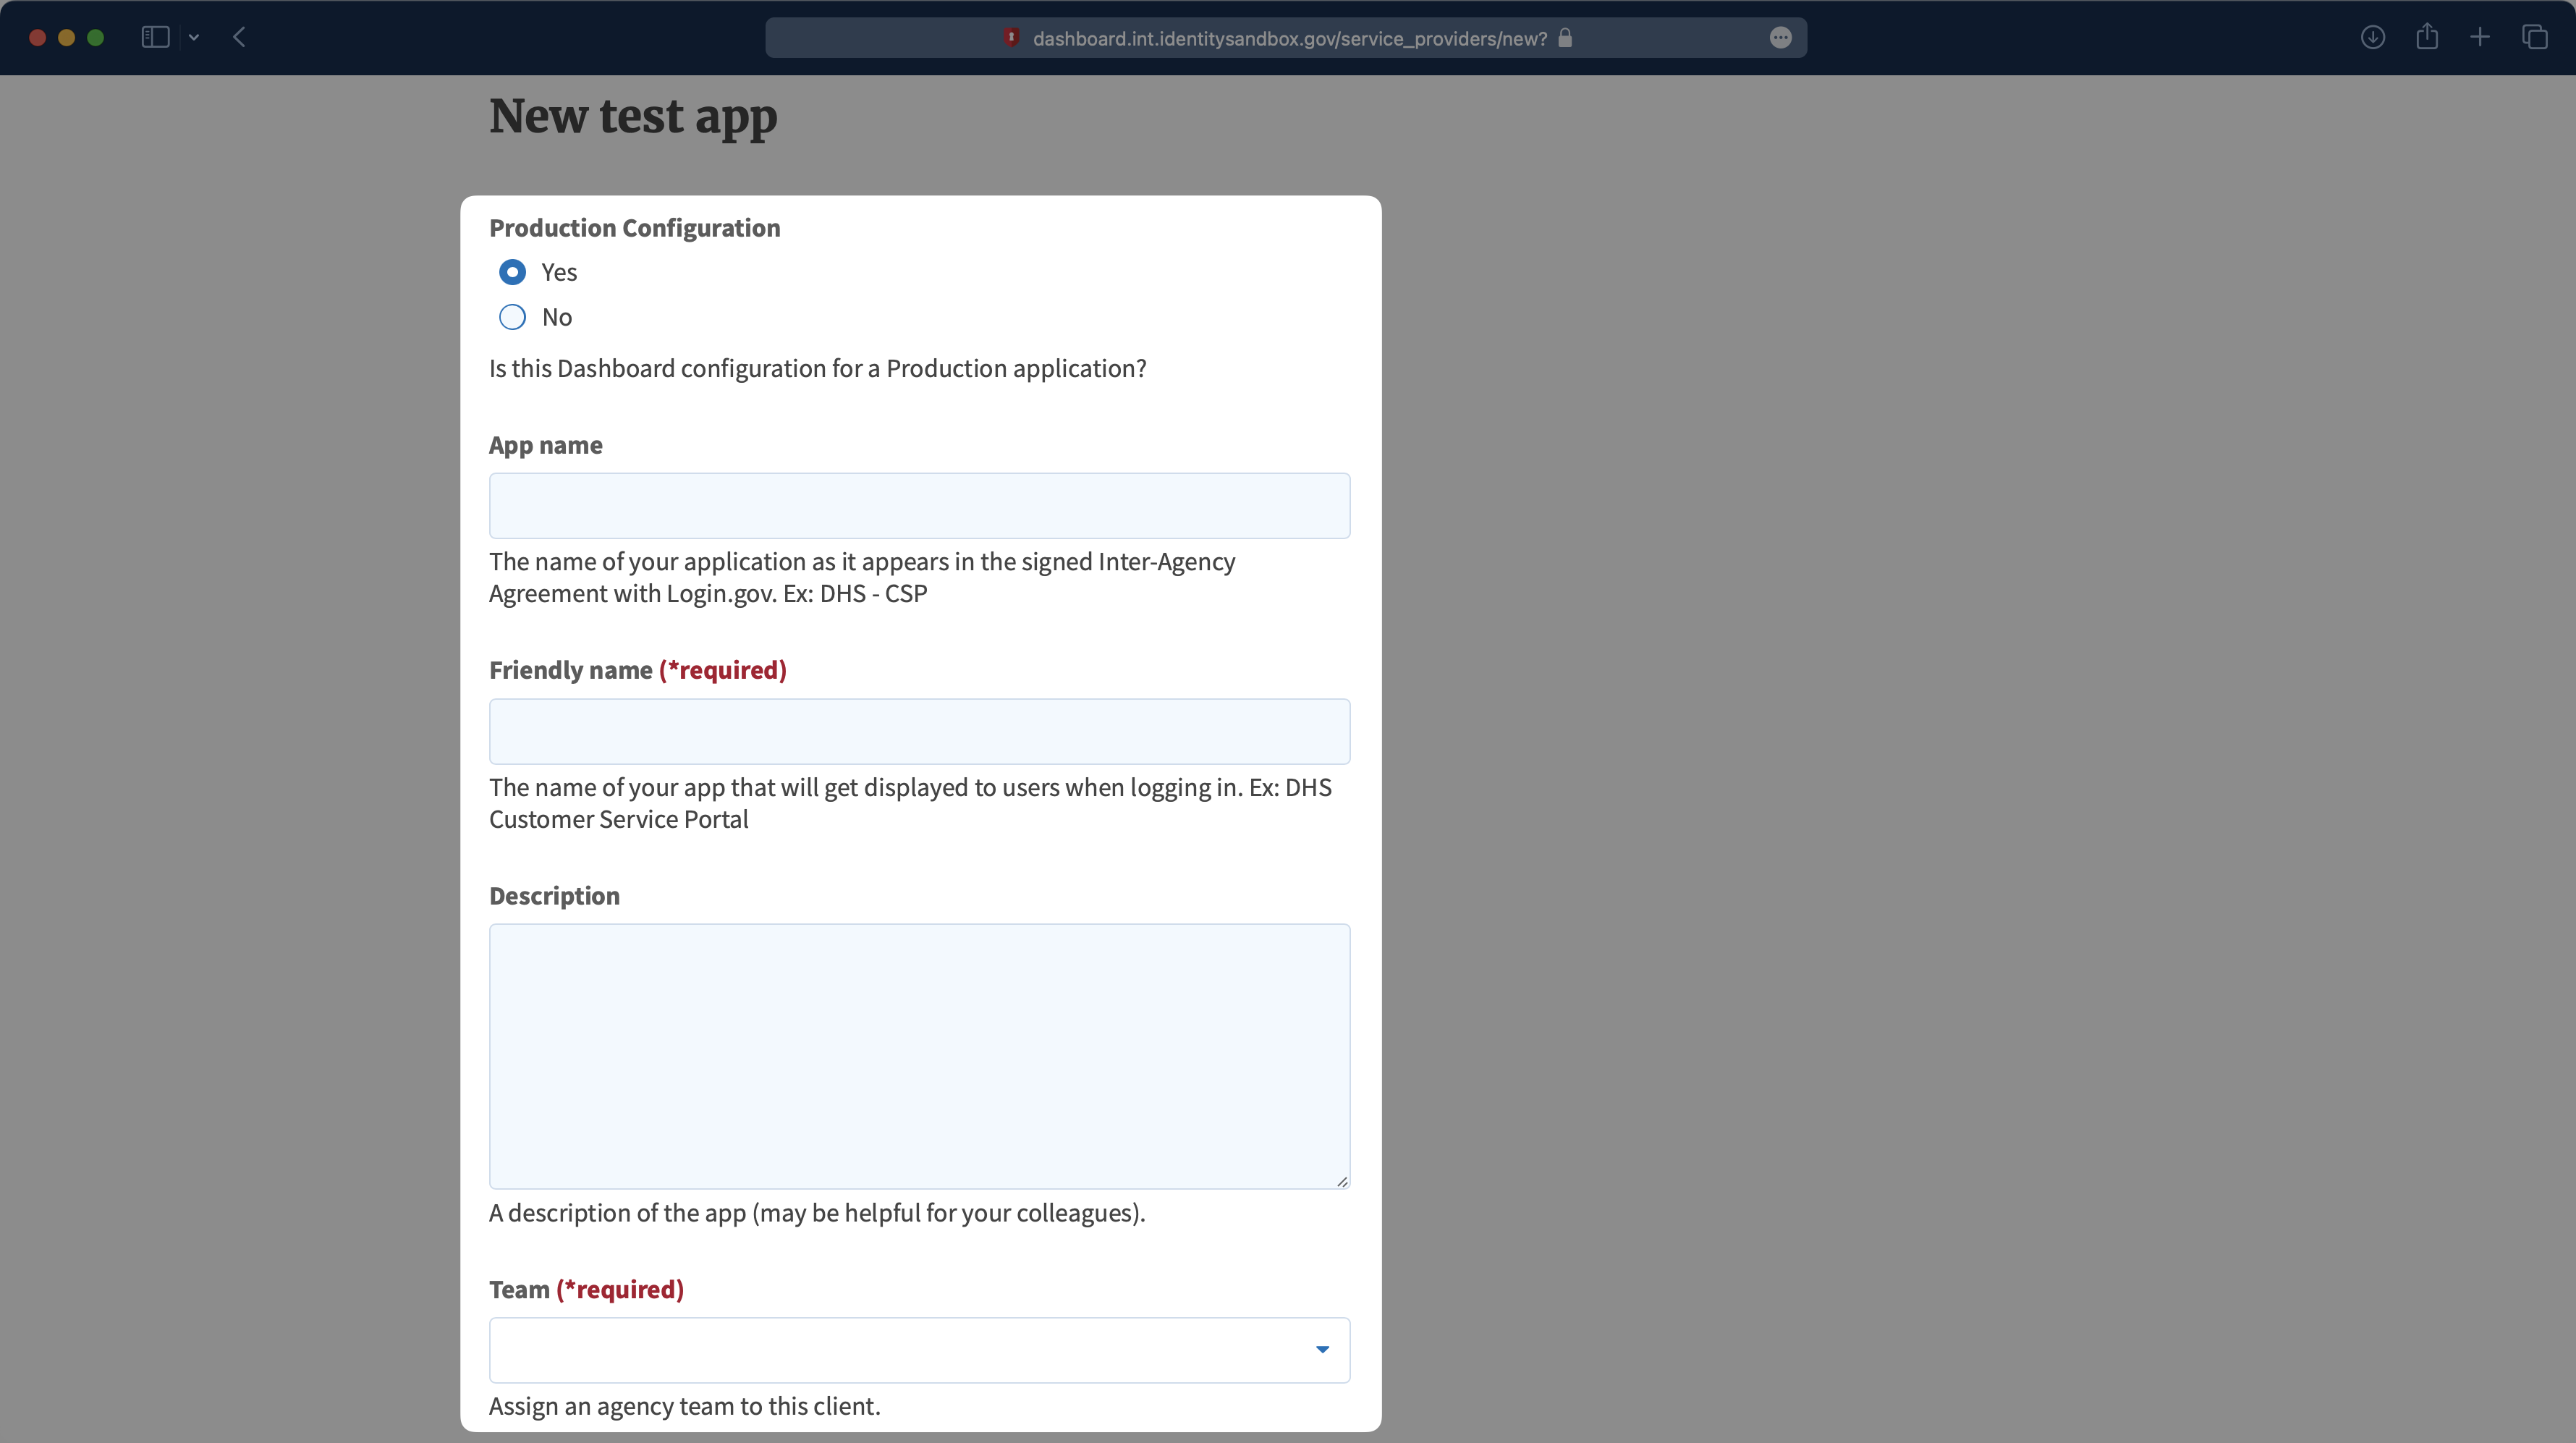 dashboard.int.identitysandbox.gov/service_providers/new?
New test app
Production Configuration
Yes
No
Is this Dashboard configuration for a Production application?
App name
The name of your application as it appears in the signed Inter-Agency
Agreement with Login.gov. Ex: DHS - CSP
Friendly name (*required)
The name of your app that will get displayed to users when logging in. Ex: DHS
Customer Service Portal
Description
A description of the app (may be helpful for your colleagues).
Team (*required)
Assign an agency team to this client.